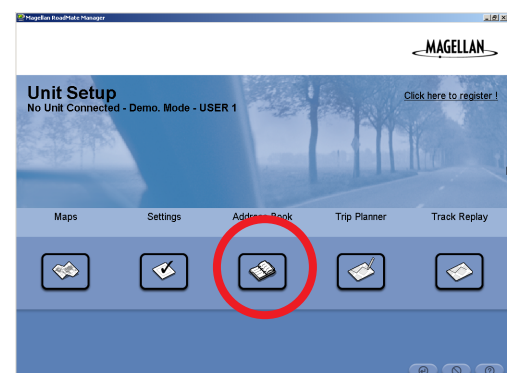 Magellan RoadMate Manager
MAGELLAN
Unit Setup
No Unit Connected - Demo. Mode - USER 1
Click here to register !
Maps Settings Address Book Trip Planner Track Replay
?